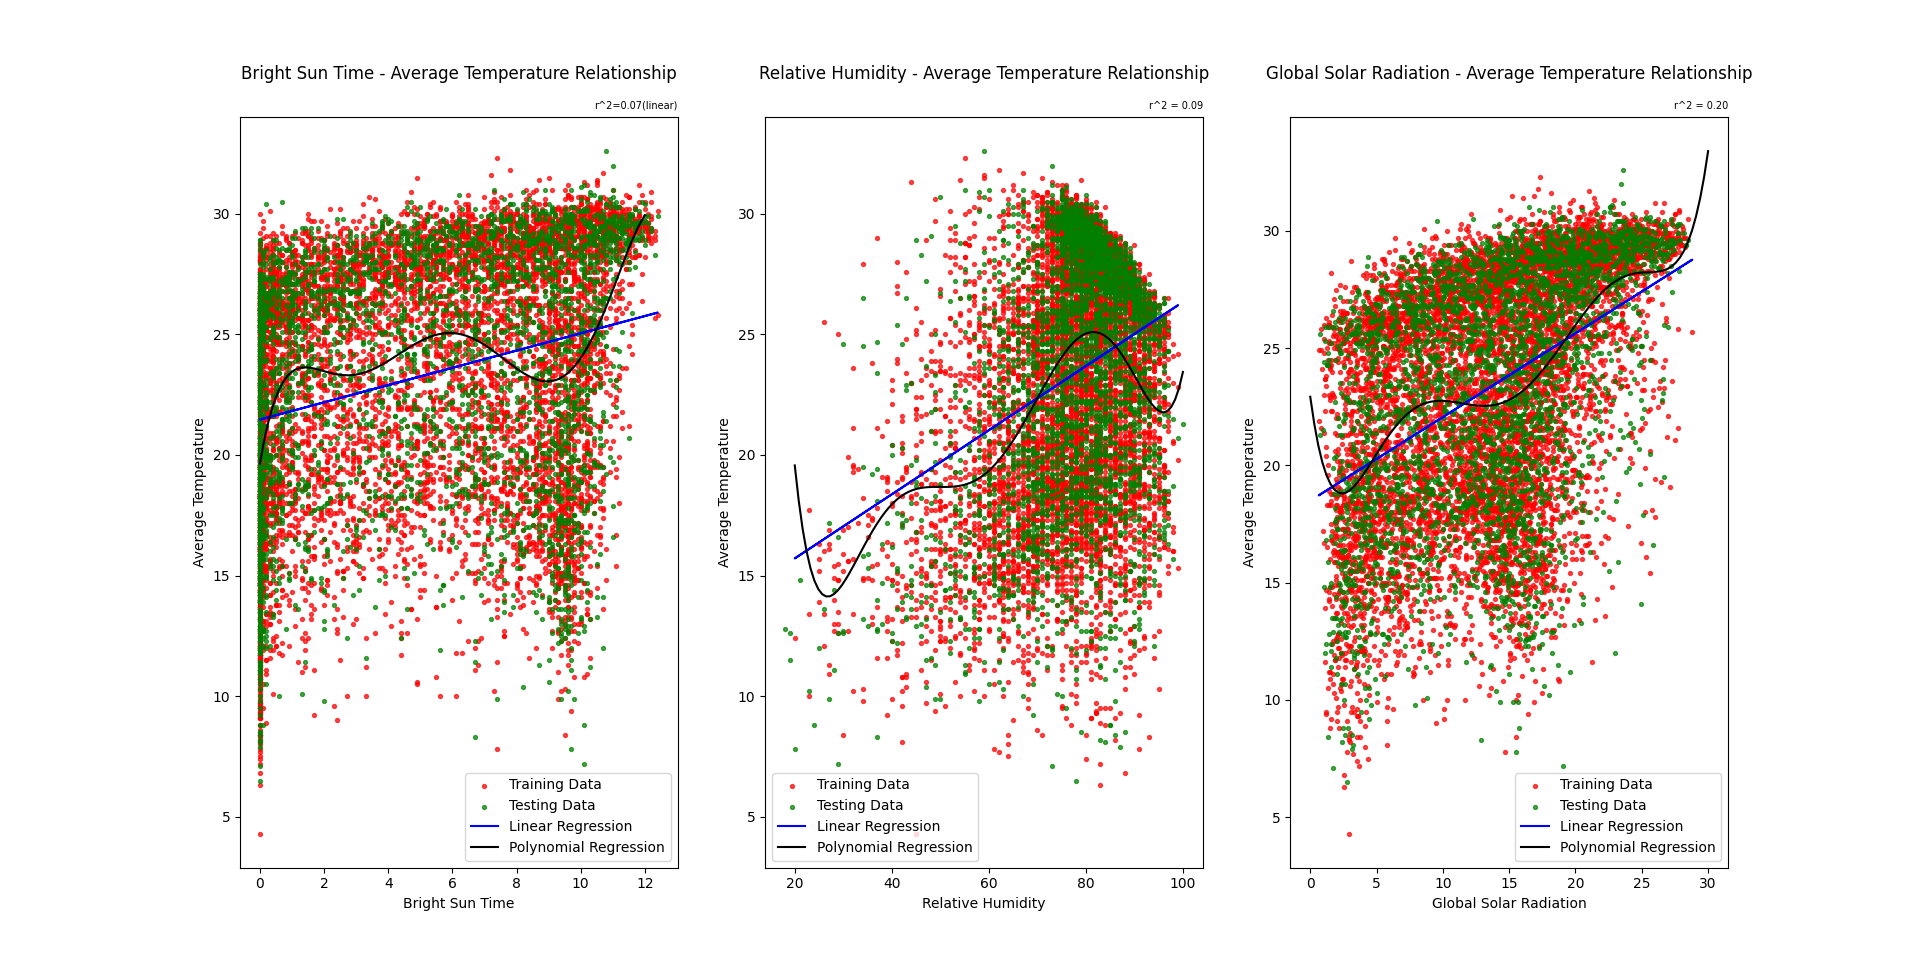 Bright Sun Time - Average Temperature Relationship
r^2=0.07(linear)
Average Temperature
30
25
20
15
10
5
0 2 4 6 8 10 12
Bright Sun Time
Training Data
Testing Data
Linear Regression
Polynomial Regression
Relative Humidity - Average Temperature Relationship
r^2 = 0.09
Average Temperature
30
25
20
15
10
5
20 40 60 80 100
Relative Humidity
Training Data
Testing Data
Linear Regression
Polynomial Regression
Global Solar Radiation - Average Temperature Relationship
r^2 = 0.20
Average Temperature
30
25
20
15
10
5
0 5 10 15 20 25 30
Global Solar Radiation
Training Data
Testing Data
Linear Regression
Polynomial Regression